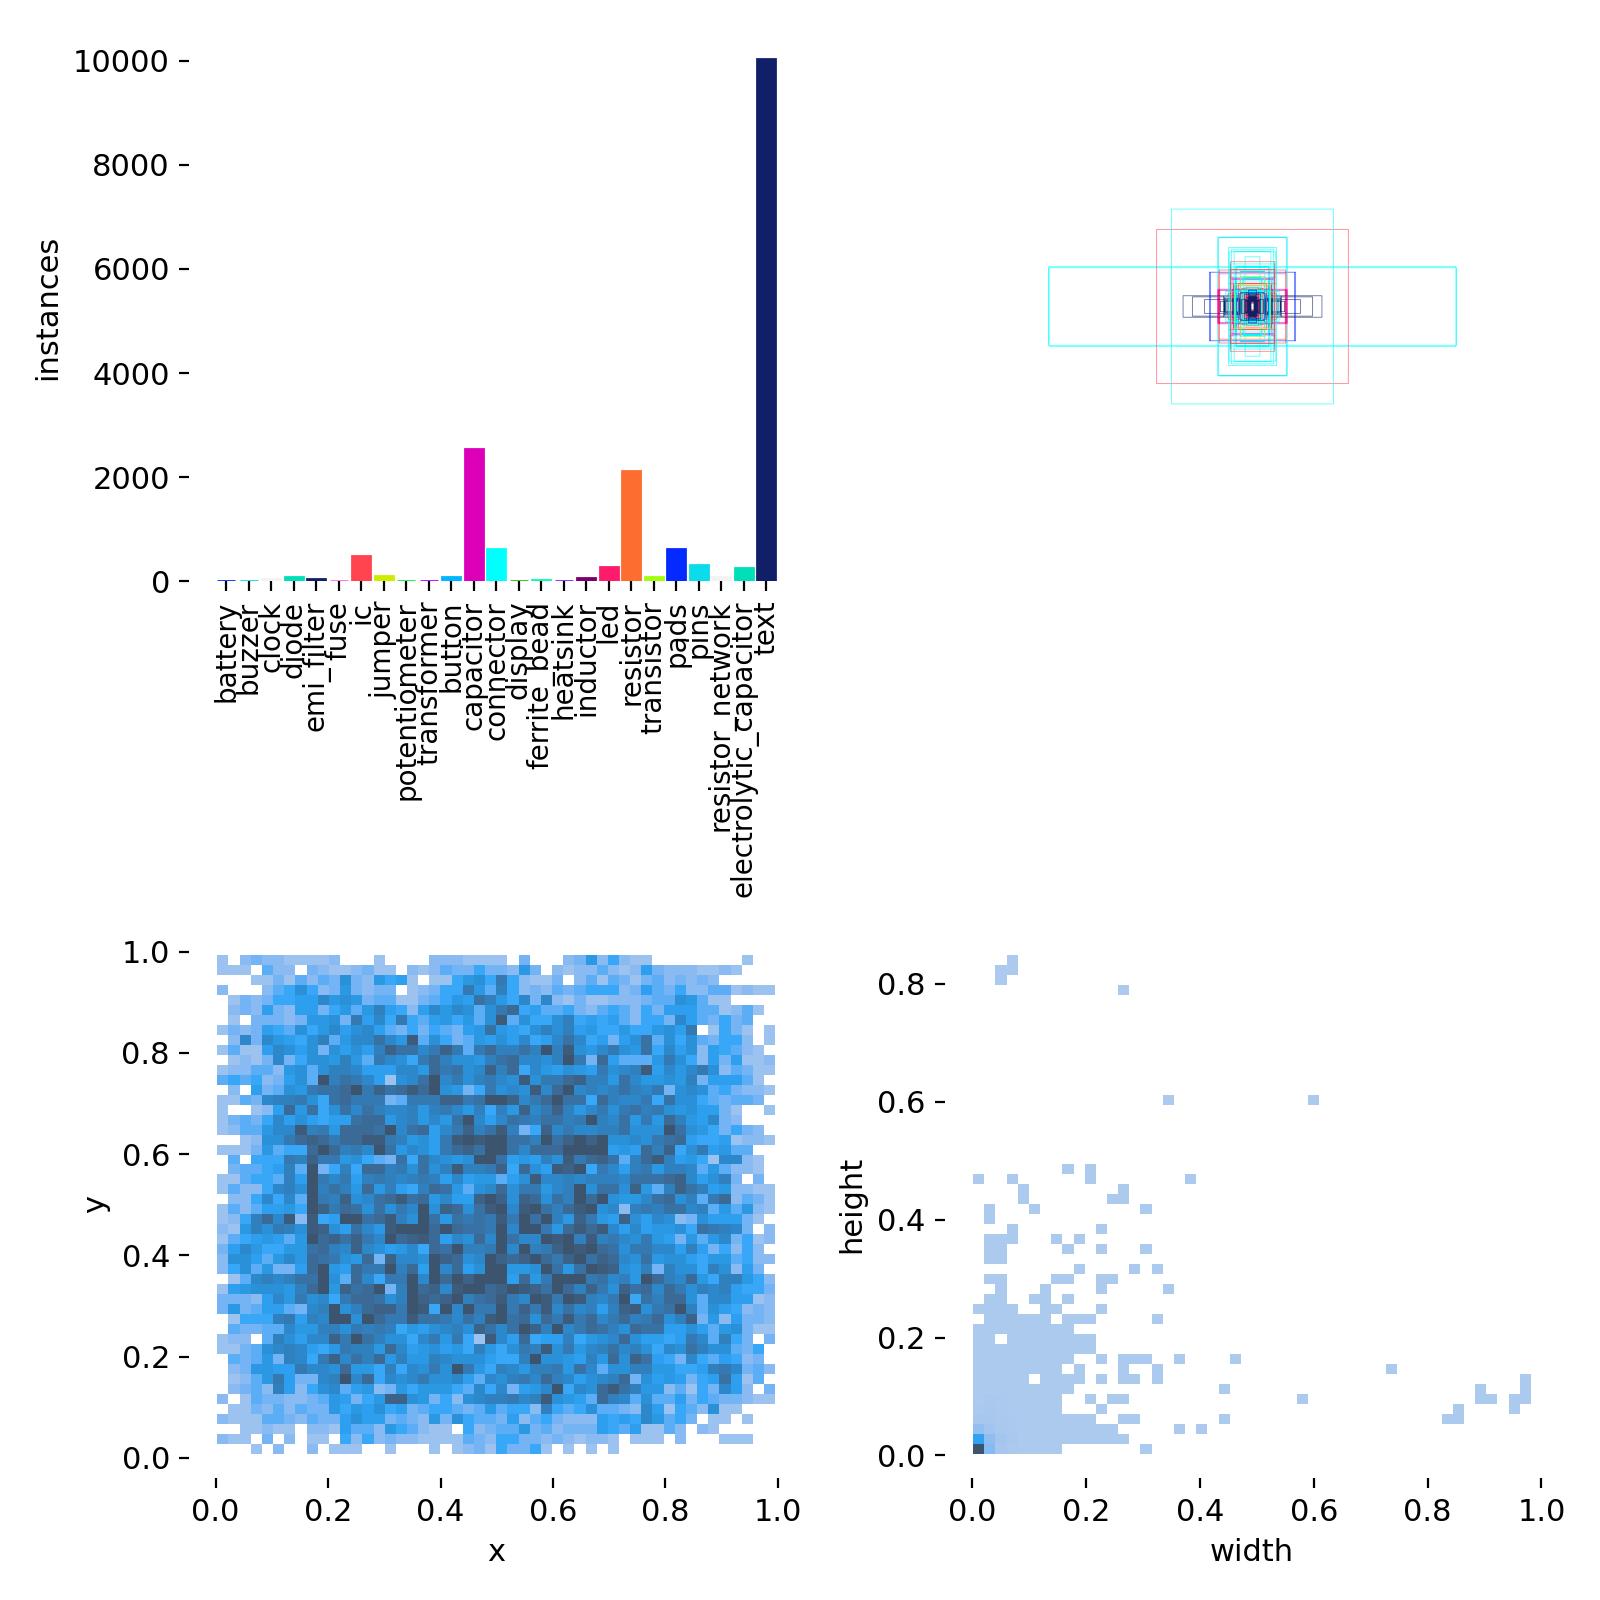 10000
8000
6000
4000
2000
0
instances
battery
buzzer
clock
diode
emi_filter
fuse
ic
jumper
potentiometer
transformer
button
capacitor
connector
display
ferrite_bead
heatsink
inductor
led
resistor
transistor
pads
pins
resistor_network
electrolytic_capacitor
text
1.0
0.8
0.6
0.4
0.2
0.0
y
0.0 0.2 0.4 0.6 0.8 1.0
x
0.8
0.6
0.4
0.2
0.0
height
0.0 0.2 0.4 0.6 0.8 1.0
width